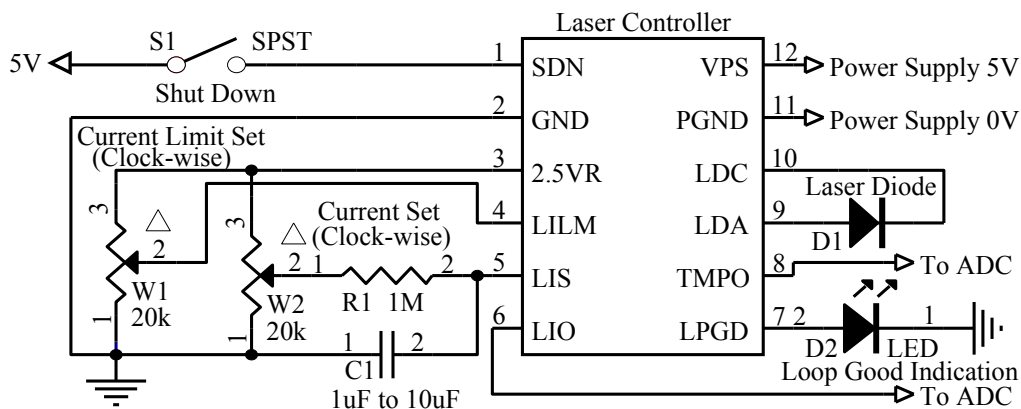 Laser Controller
5V
S1
SPST
Shut Down
1
SDN
VPS
12
Power Supply 5V
2
GND
PGND
11
Power Supply 0V
Current Limit Set
(Clock-wise)
3
2.5VR
LDC
10
Laser Diode
4
LILM
LDA
9
D1
3
2
W1
20k
1
3
Current Set
(Clock-wise)
2
W2
20k
1
1
R1
1M
2
5
LIS
TMPO
8
To ADC
6
LIO
LPGD
7
2
D2
LED
1
Loop Good Indication
To ADC
1
C1
2
1uF to 10uF